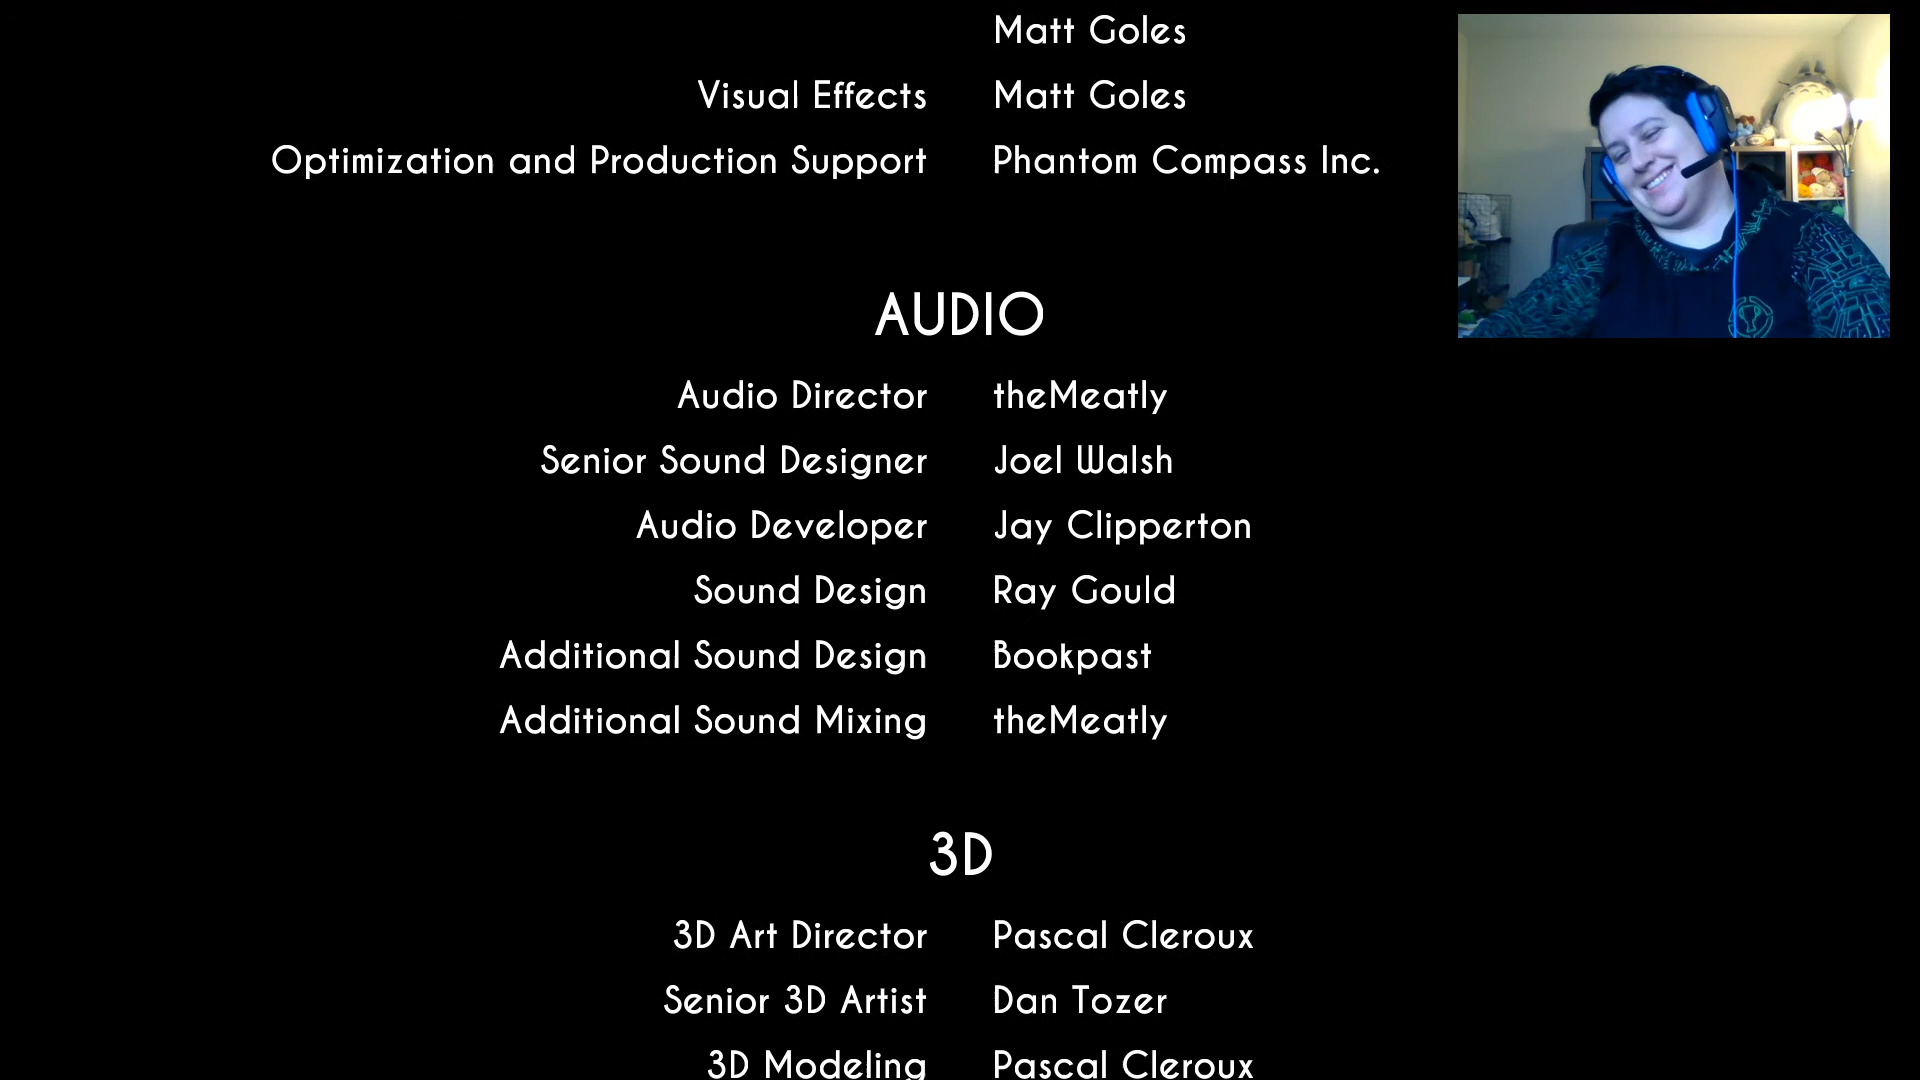 Matt Goles
Visual Effects Matt Goles
Optimization and Production Support Phantom Compass Inc.
AUDIO
Audio Director theMeatly
Senior Sound Designer Joel Walsh
Audio Developer Jay Clipperton
Sound Design Ray Gould
Additional Sound Design Bookpast
Additional Sound Mixing theMeatly
3D
3D Art Director Pascal Cleroux
Senior 3D Artist Dan Tozer
3D Modeling Pascal Cleroux